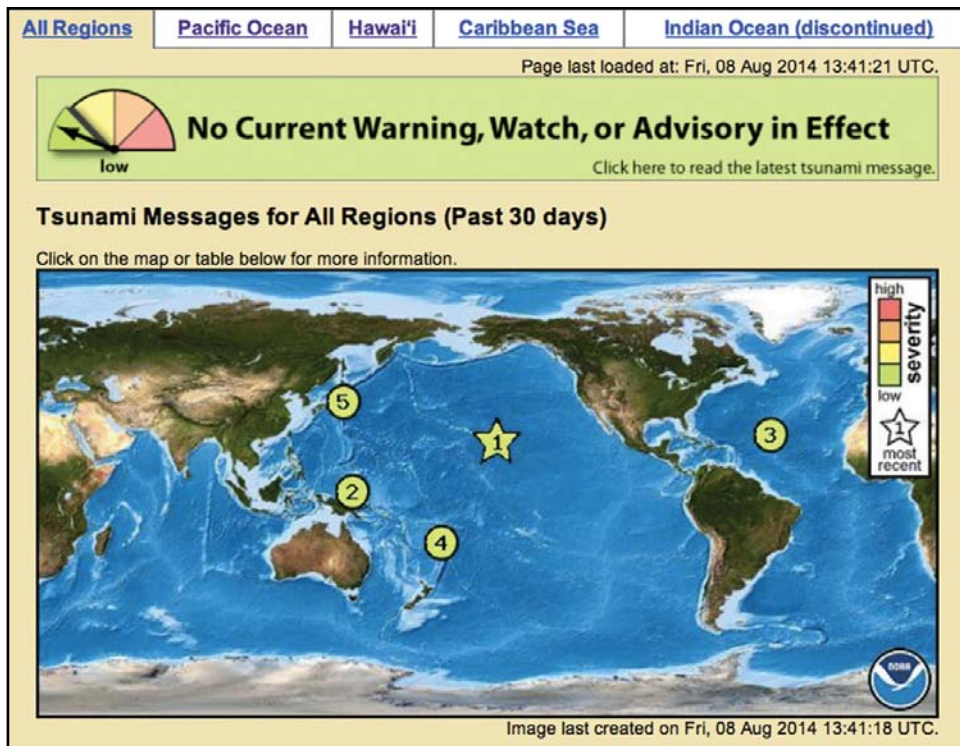 All Regions
Pacific Ocean
Hawai'i
Caribbean Sea
Indian Ocean (discontinued)
Page last loaded at: Fri, 08 Aug 2014 13:41:21 UTC.
No Current Warning, Watch, or Advisory in Effect
low
Click here to read the latest tsunami message.
Tsunami Messages for All Regions (Past 30 days)
Click on the map or table below for more information.
high
severity
low
1
most
recent
5
1
3
2
4
NOAA
Image last created on Fri, 08 Aug 2014 13:41:18 UTC.